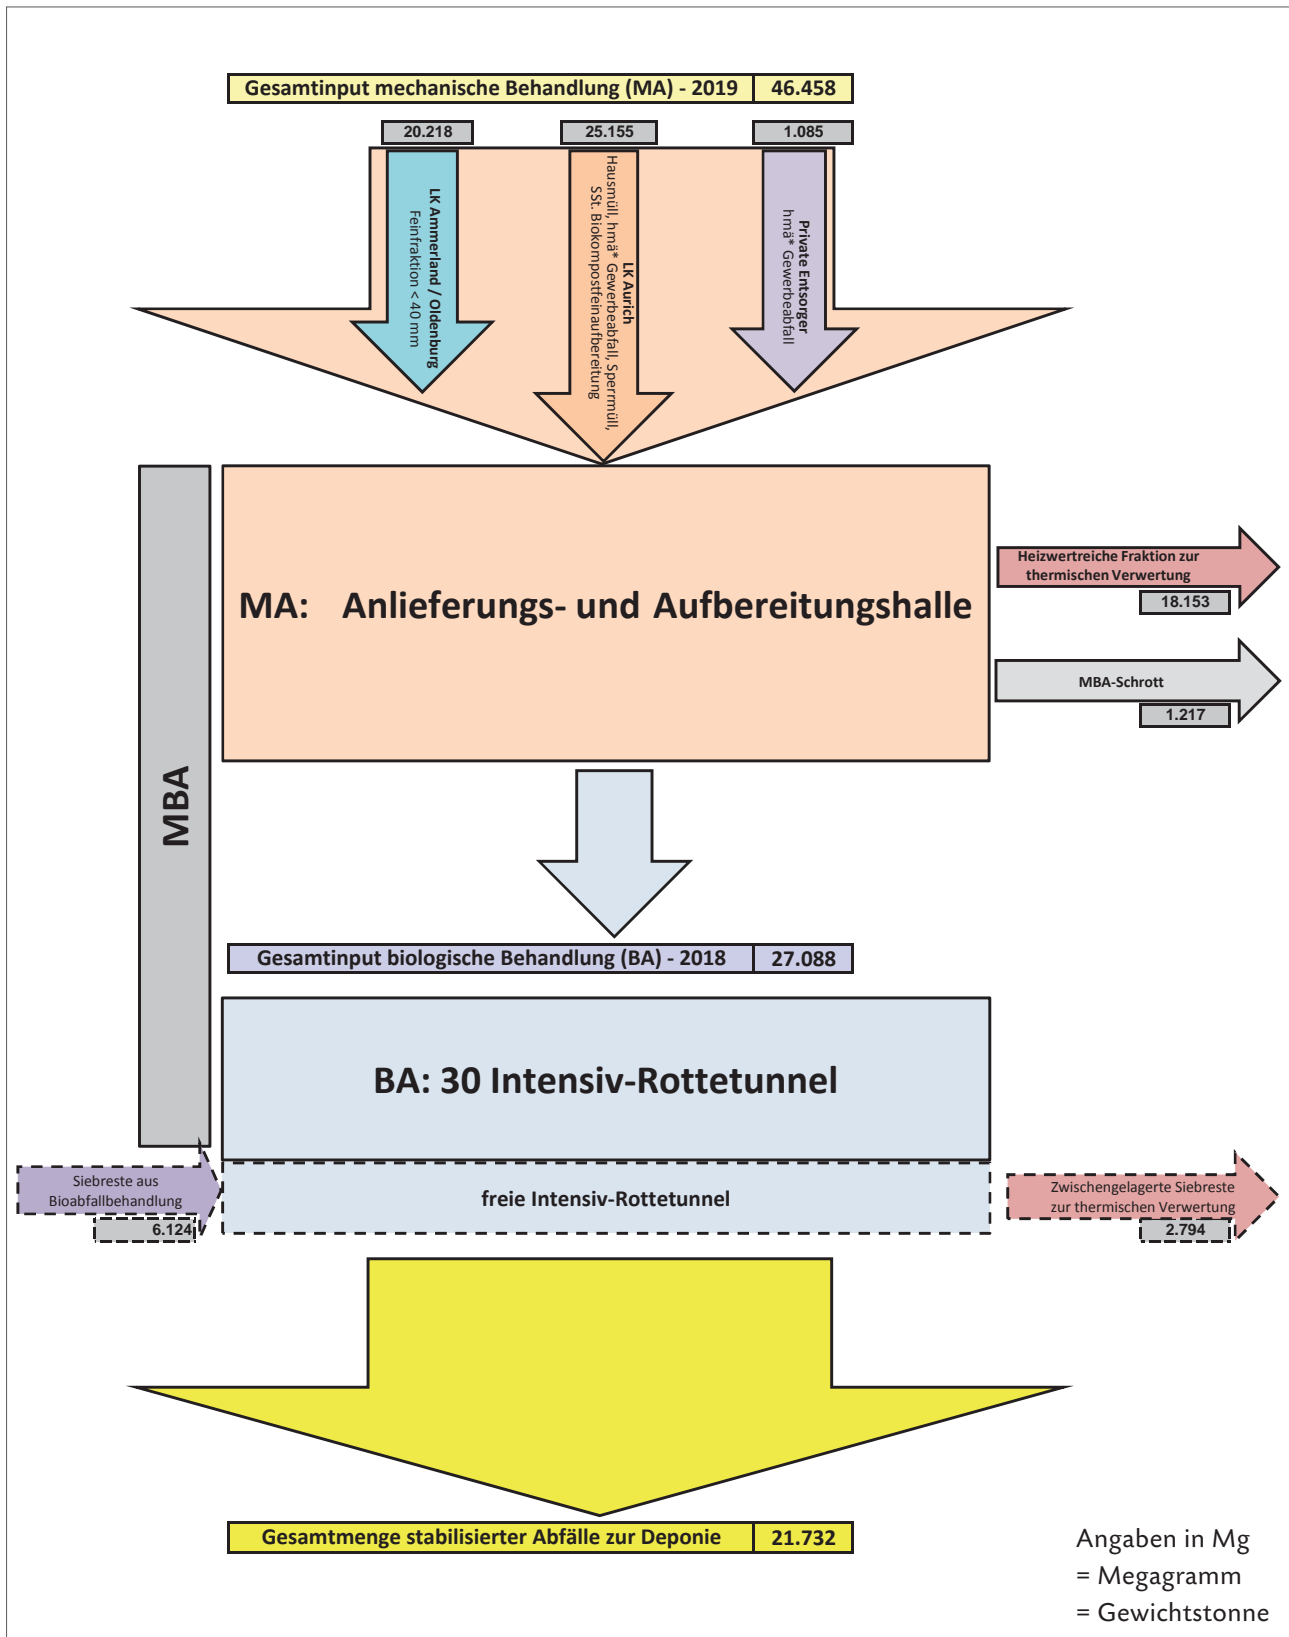 Gesamtinput mechanische Behandlung (MA) - 2019 46.458
20.218 25.155 1.085
LK Ammerland / Oldenburg
Feinfraktion < 40 mm
LK Aurich
Hausmüll, hmä* Gewerbeabfall, Sperrmüll,
SSt. Biokompostfeinaufbereitung
Private Entsorger
hmä* Gewerbeabfall
MBA
MA: Anlieferungs- und Aufbereitungshalle
Heizwertreiche Fraktion zur
thermischen Verwertung
18.153
MBA-Schrott
1.217
Gesamtinput biologische Behandlung (BA) - 2018 27.088
BA: 30 Intensiv-Rottetunnel
Siebreste aus
Bioabfallbehandlung
6.124
freie Intensiv-Rottetunnel
Zwischengelagerte Siebreste
zur thermischen Verwertung
2.794
Gesamtmenge stabilisierter Abfälle zur Deponie 21.732
Angaben in Mg
= Megagramm
= Gewichtstonne